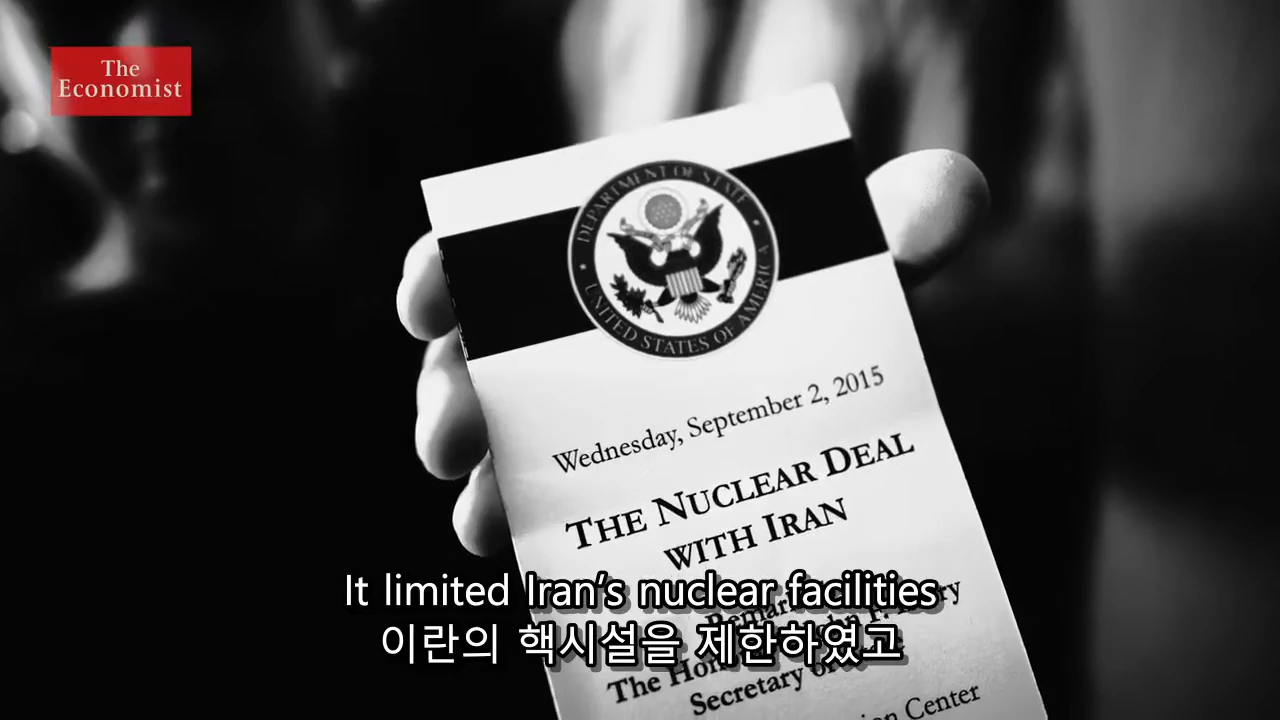 The
Economist
DEPARTMENT OF STATE
UNITED STATES OF AMERICA
Wednesday, September 2, 2015
THE NUCLEAR DEAL
WITH IRAN
It limited Iran's nuclear facilities
이란의 핵시설을 제한하였고
The
Secretary
Center